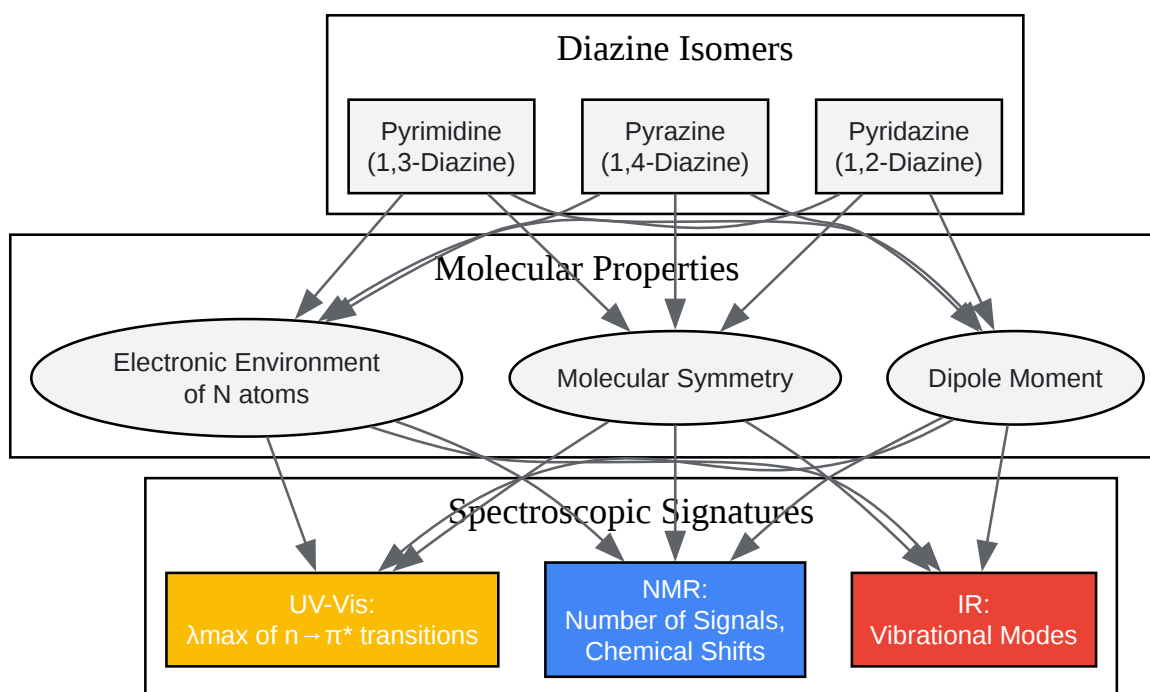 Diazine Isomers
Pyrimidine
(1,3-Diazine)
Pyrazine
(1,4-Diazine)
Pyridazine
(1,2-Diazine)
Molecular Properties
Electronic Environment
of N atoms
Molecular Symmetry
Dipole Moment
Spectroscopic Signatures
UV-Vis:
λmax of n→π* transitions
NMR:
Number of Signals,
Chemical Shifts
IR:
Vibrational Modes